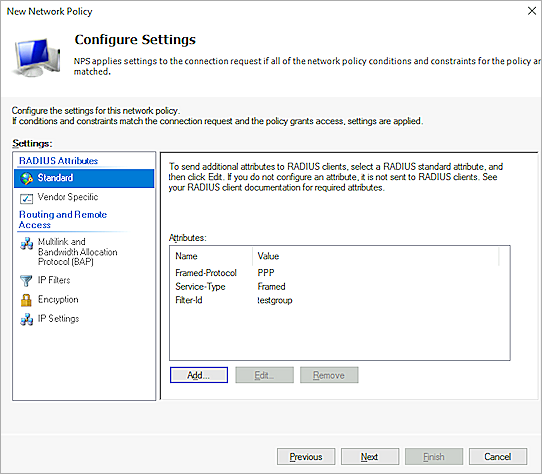 New Network Policy
Configure Settings
NPS applies settings to the connection request if all of the network policy conditions and constraints for the policy ar
matched.
Configure the settings for this network policy.
If conditions and constraints match the connection request and the policy grants access, settings are applied.
Settings:
RADIUS Attributes
Standard
Vendor Specific
Routing and Remote
Access
Multilink and
Bandwidth Allocation
Protocol (BAP)
IP Filters
Encryption
IP Settings
To send additional attributes to RADIUS clients, select a RADIUS standard attribute, and
then click Edit. If you do not configure an attribute, it is not sent to RADIUS clients. See
your RADIUS client documentation for required attributes.
Attributes:
Name Value
Framed-Protocol PPP
Service-Type Framed
Filter-Id testgroup
Add... Edit... Remove
Previous Next Finish Cancel